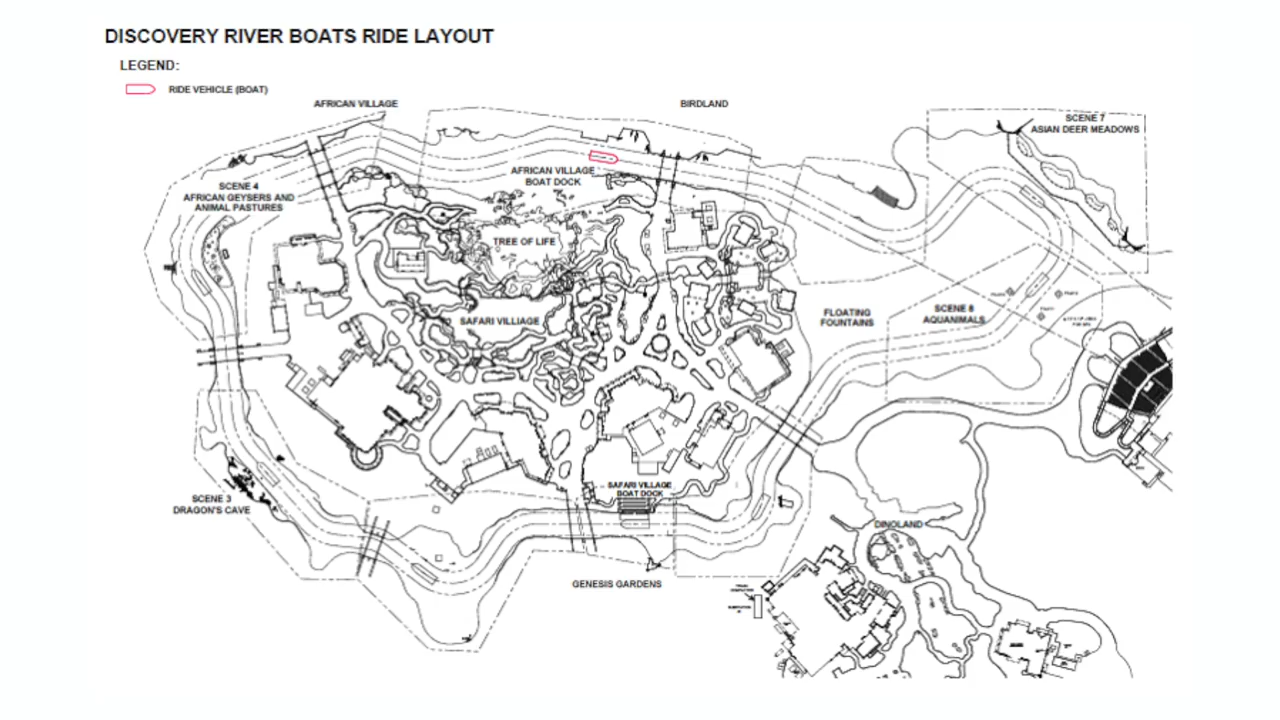 DISCOVERY RIVER BOATS RIDE LAYOUT
LEGEND:
RIDE VEHICLE (BOAT)
AFRICAN VILLAGE
BIRDLAND
SCENE 7
ASIAN DEER MEADOWS
AFRICAN VILLAGE
BOAT DOCK
SCENE 4
AFRICAN GEYSERS AND
ANIMAL PASTURES
TREE OF LIFE
SAFARI VILLIAGE
FLOATING
FOUNTAINS
SCENE 8
AQUANIMALS
SAFARI VILLAGE
BOAT DOCK
SCENE 3
DRAGON'S CAVE
DINOLAND
GENESIS GARDENS